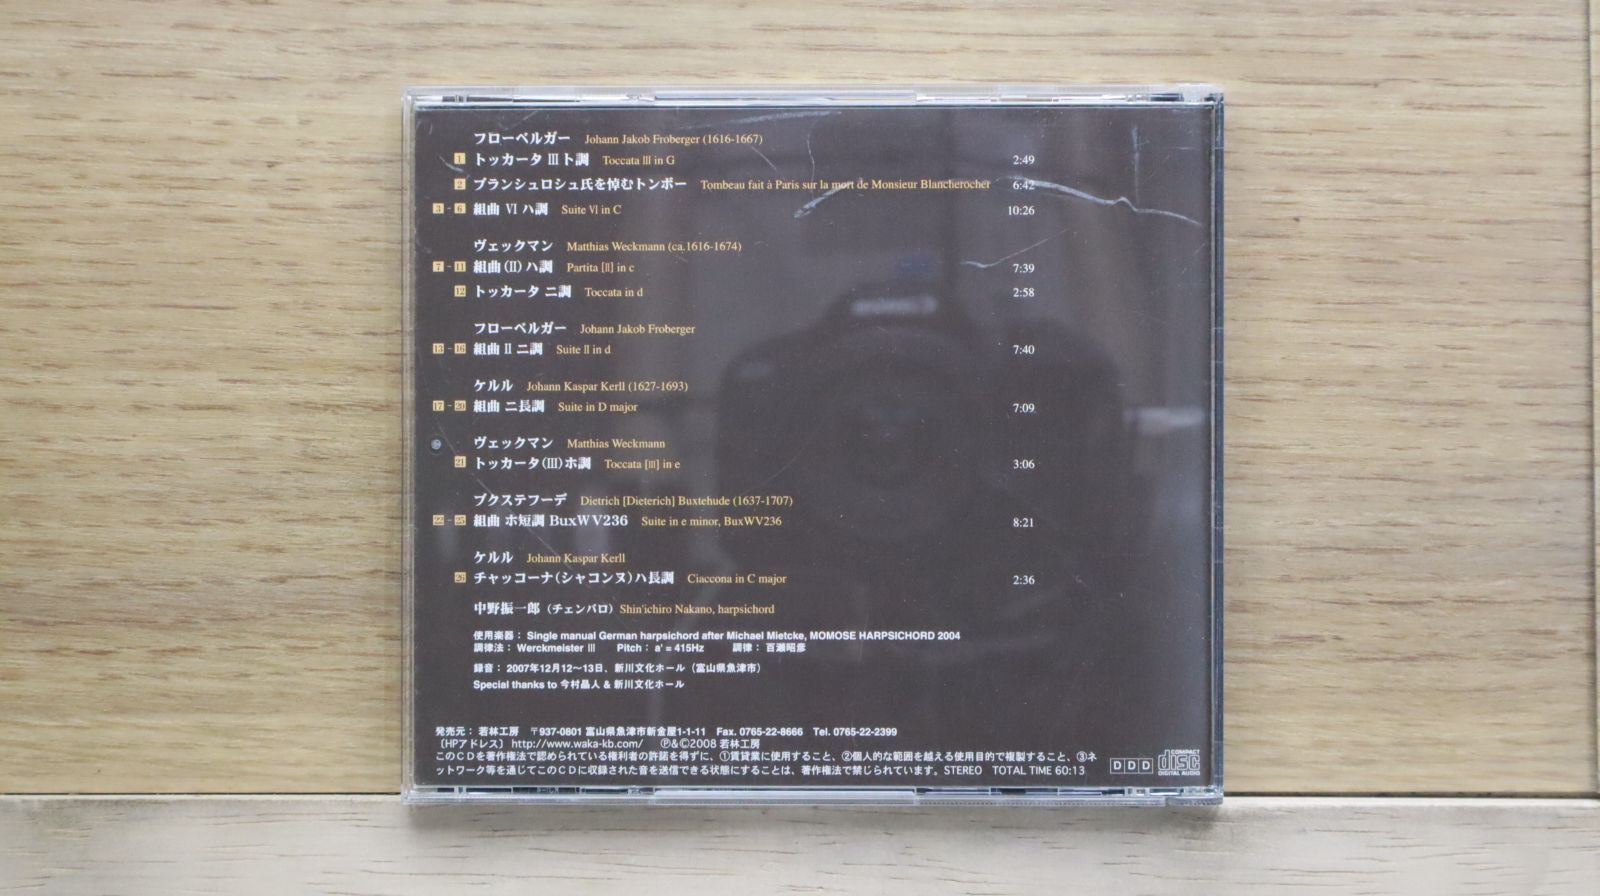 フローベルガー Johann Jakob Froberger (1616-1667)
1 トッカータ III ト調 Toccata III in G 2:49
2 ブランシュロシュ氏を悼むトンボー Tombeau fait à Paris sur la mort de Monsieur Blancherocher 6:42
3 - 6 組曲 VI ハ調 Suite VI in C 10:26
ヴェックマン Matthias Weckmann (ca.1616-1674)
7 - 11 組曲(II)ハ調 Partita [II] in c 7:39
12 トッカータ ニ調 Toccata in d 2:58
フローベルガー Johann Jakob Froberger
13 - 16 組曲 II ニ調 Suite II in d 7:40
ケルル Johann Kaspar Kerll (1627-1693)
17 - 20 組曲 ニ長調 Suite in D major 7:09
ヴェックマン Matthias Weckmann
21 トッカータ(III)ホ調 Toccata [III] in e 3:06
ブクステフーデ Dietrich [Dieterich] Buxtehude (1637-1707)
22 - 25 組曲 ホ短調 BuxWV236 Suite in e minor, BuxWV236 8:21
ケルル Johann Kaspar Kerll
26 チャッコーナ(シャコンヌ)ハ長調 Ciaccona in C major 2:36
中野振一郎(チェンバロ) Shin'ichiro Nakano, harpsichord
使用楽器: Single manual German harpsichord after Michael Mietcke, MOMOSE HARPSICHORD 2004
調律法: Werckmeister III Pitch: a' = 415Hz 調律: 百瀬昭彦
録音: 2007年12月12~13日、新川文化ホール(富山県魚津市)
Special thanks to 今村晶人 & 新川文化ホール
発売元: 若林工房 〒937-0801 富山県魚津市新金屋1-1-11 Fax. 0765-22-8666 Tel. 0765-22-2399
〔HPアドレス〕http://www.waka-kb.com/ ℗&©2008 若林工房
このCDを著作権法で認められている権利者の許諾を得ずに、①賃貸業に使用すること、②個人的な範囲を越える使用目的で複製すること、③ネ
ットワーク等を通じてこのCDに収録された音を送信できる状態にすることは、著作権法で禁じられています。STEREO TOTAL TIME 60:13
DDD
COMPACT disc DIGITAL AUDIO